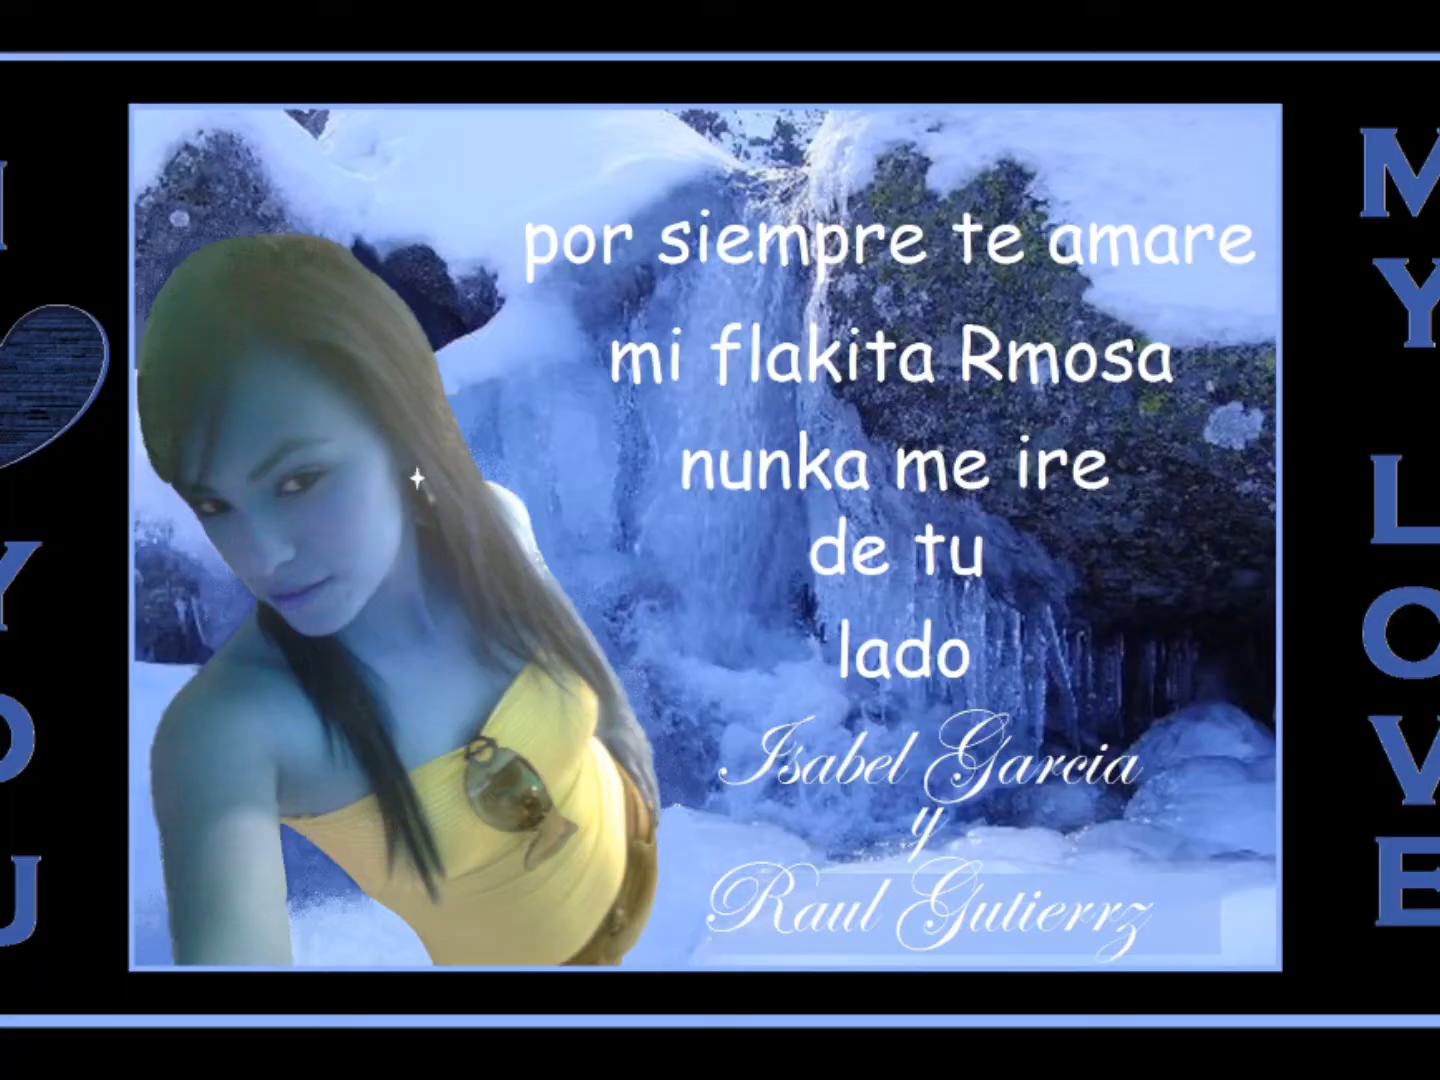 I
Y
O
U
por siempre te amare
mi flakita Rmosa
nunka me ire
de tu
lado
Isabel Garcia
y
Raul Gutierrz
MY LOVE